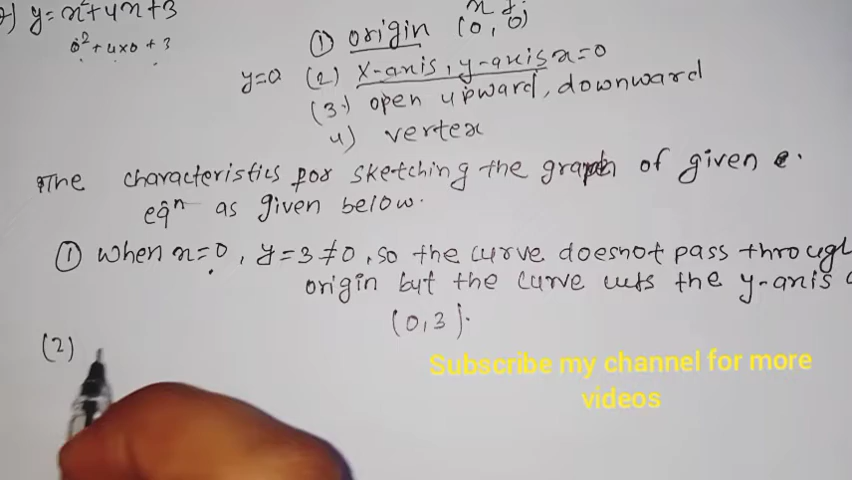 y=x²+4x+3
0²+4×0+3
x y
① origin (0, 0)
y=0 (2) x-axis, y-axis x=0
(3) open upward, downward
4) vertex
The characteristics for sketching the graph of given
eqⁿ as given below.
① when x=0, y=3≠0, so the curve doesnot pass through
origin but the curve cuts the y-axis
(0,3).
(2)
Subscribe my channel for more
videos